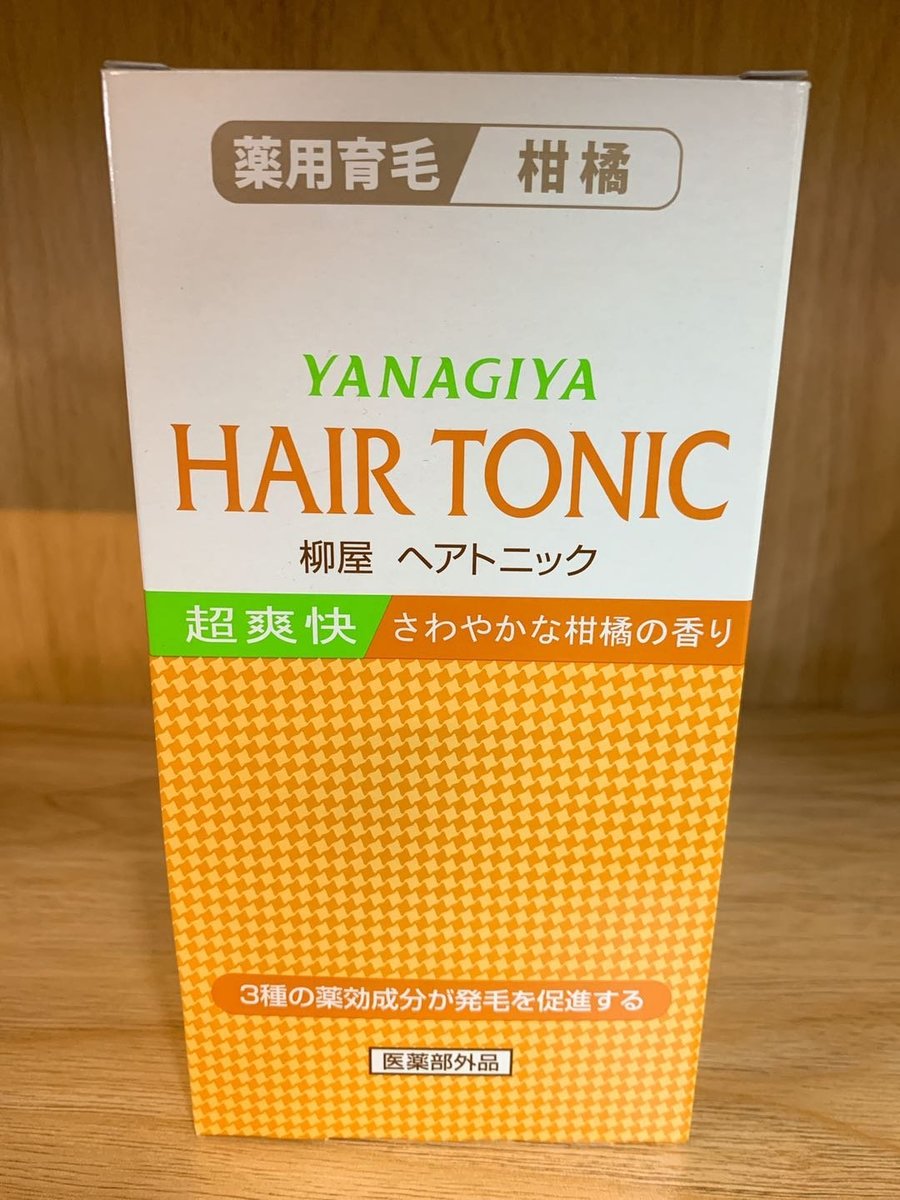 薬用育毛 柑橘
YANAGIYA
HAIR TONIC
柳屋 ヘアトニック
超爽快 さわやかな柑橘の香り
3種の薬効成分が発毛を促進する
医薬部外品